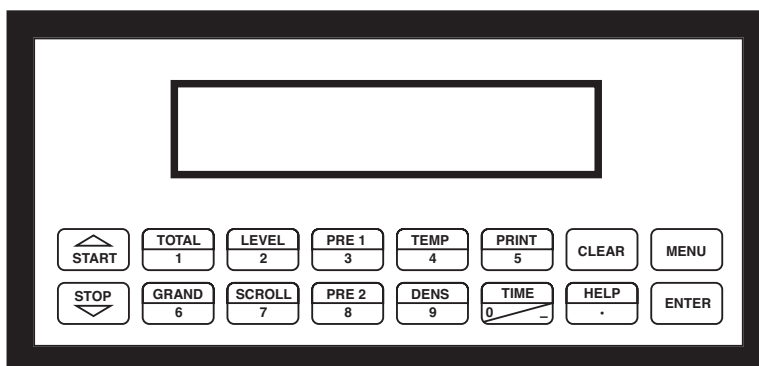 TOTAL LEVEL PRE 1 TEMP PRINT
START 1 2 3 4 5 CLEAR MENU
STOP GRAND SCROLL PRE 2 DENS TIME HELP
6 7 8 9 0 – . ENTER